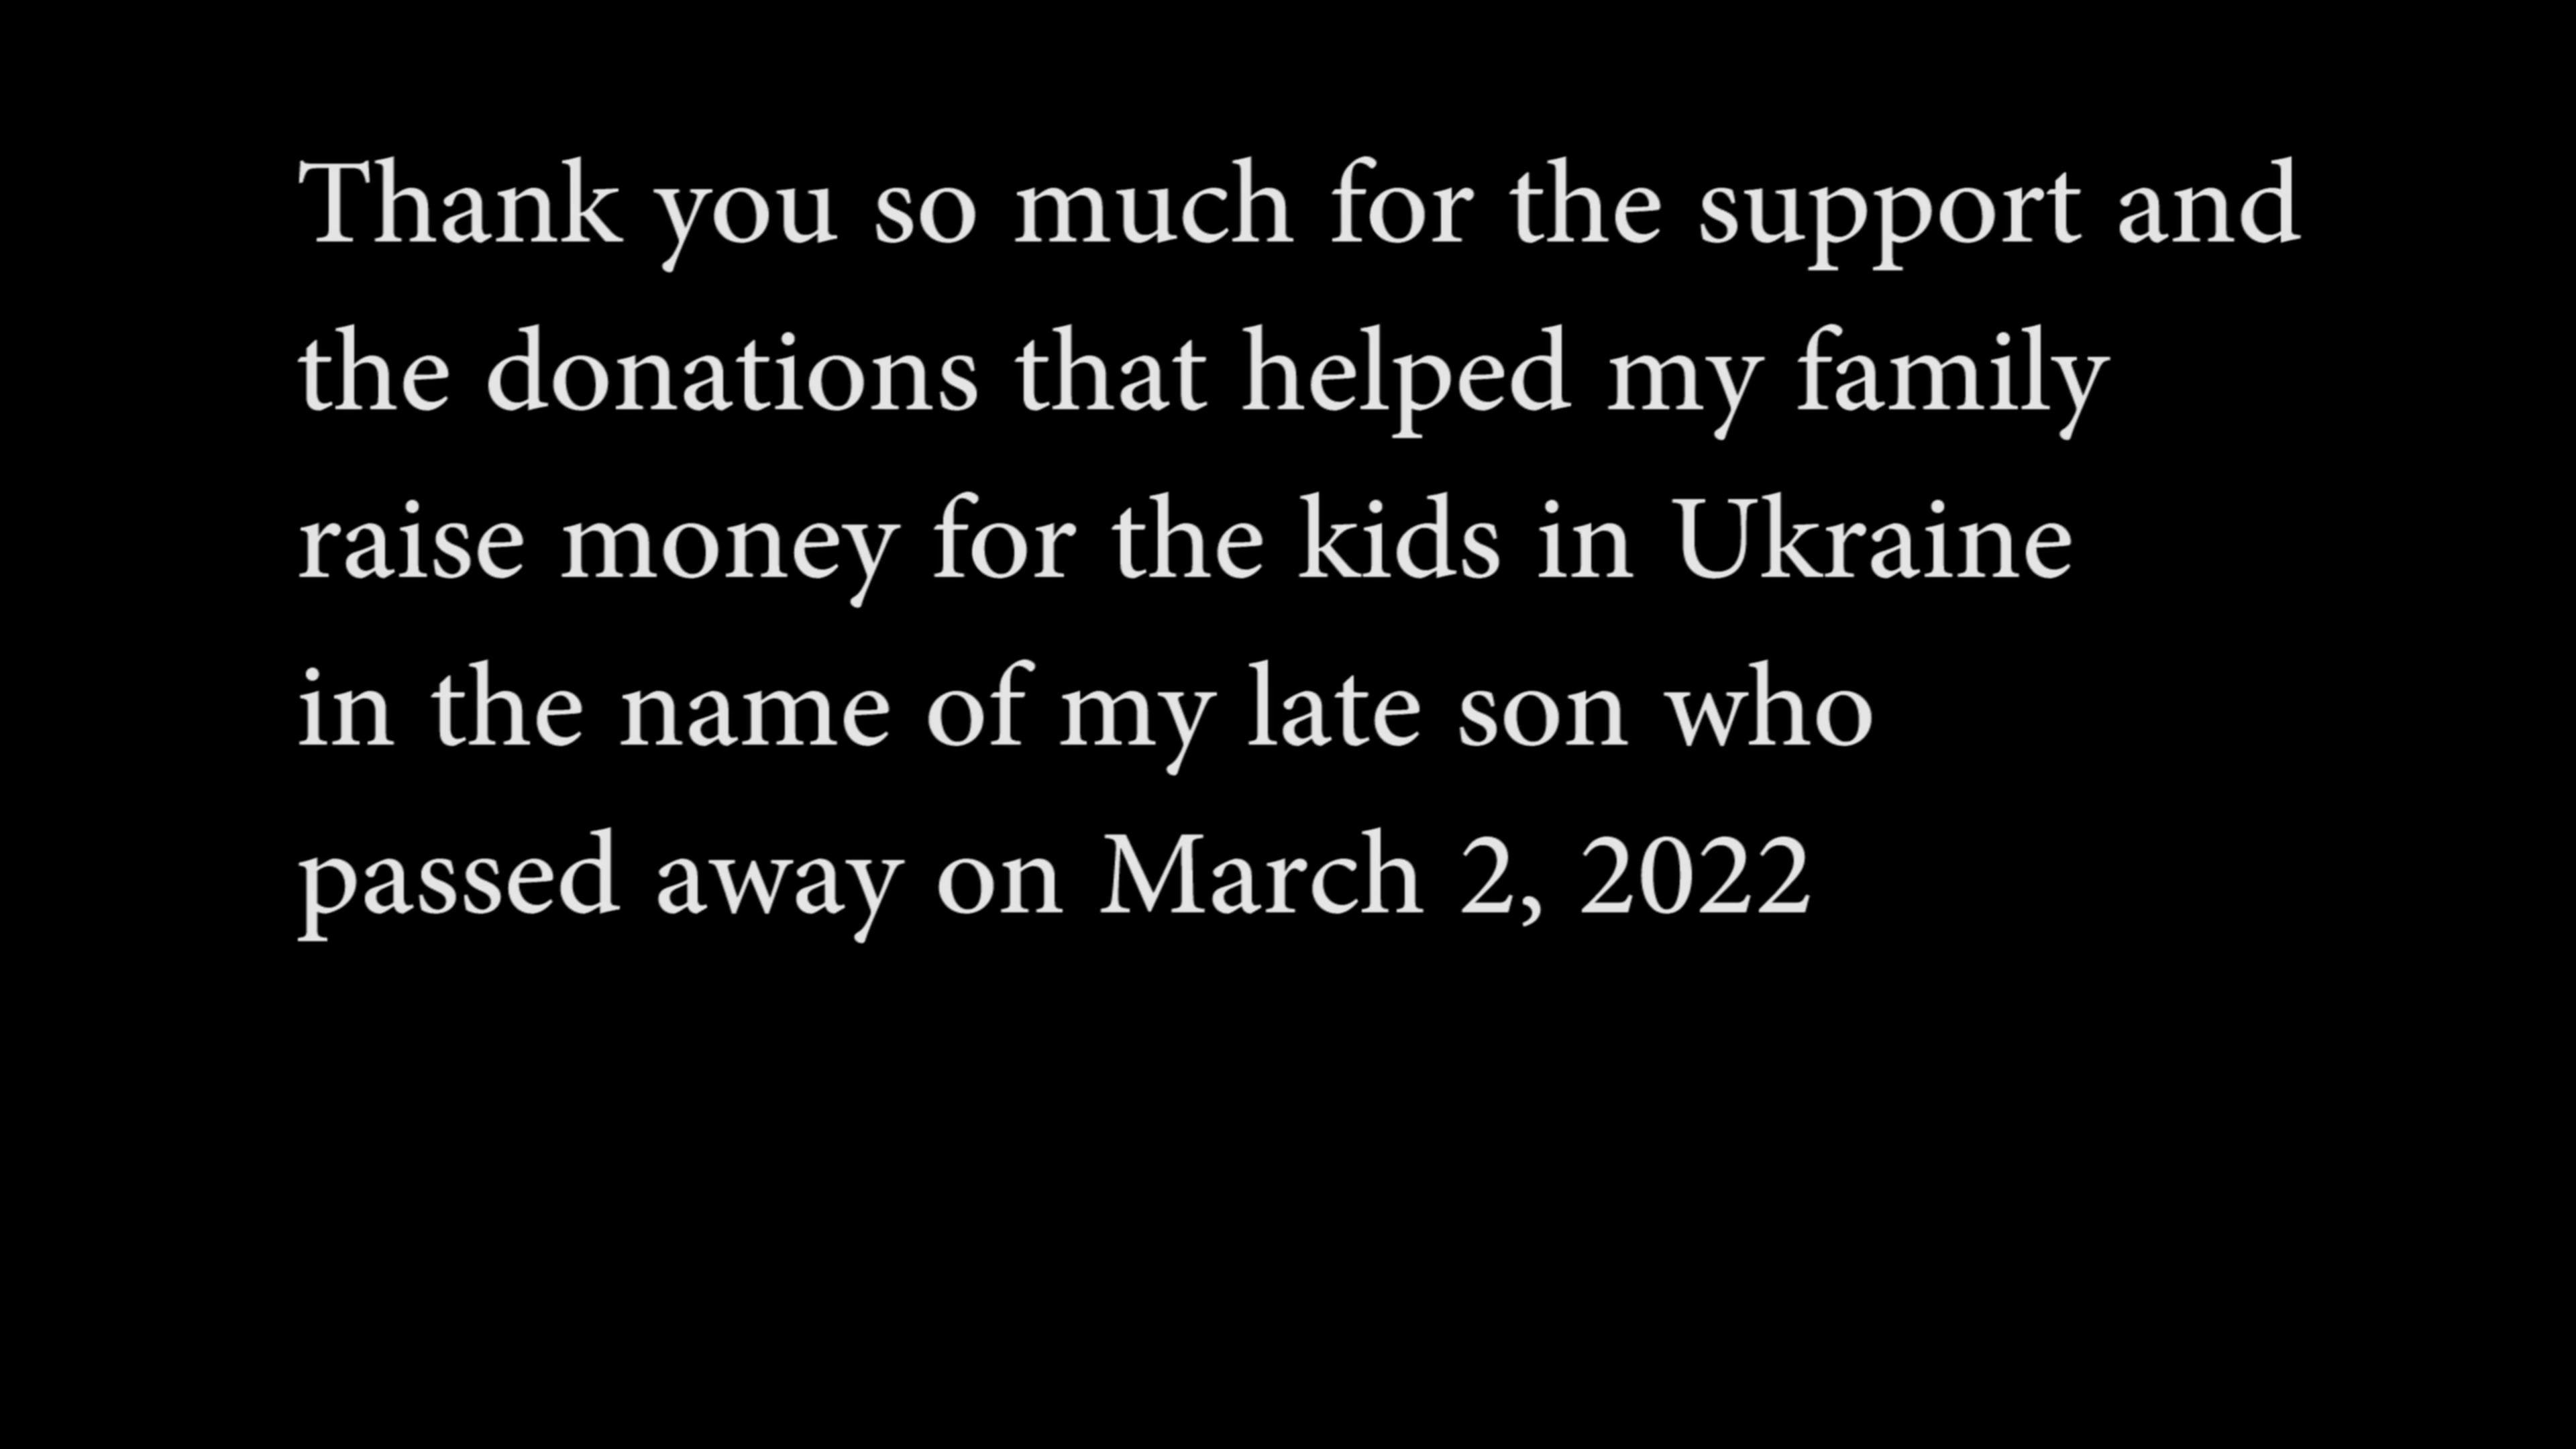 Thank you so much for the support and
the donations that helped my family
raise money for the kids in Ukraine
in the name of my late son who
passed away on March 2, 2022